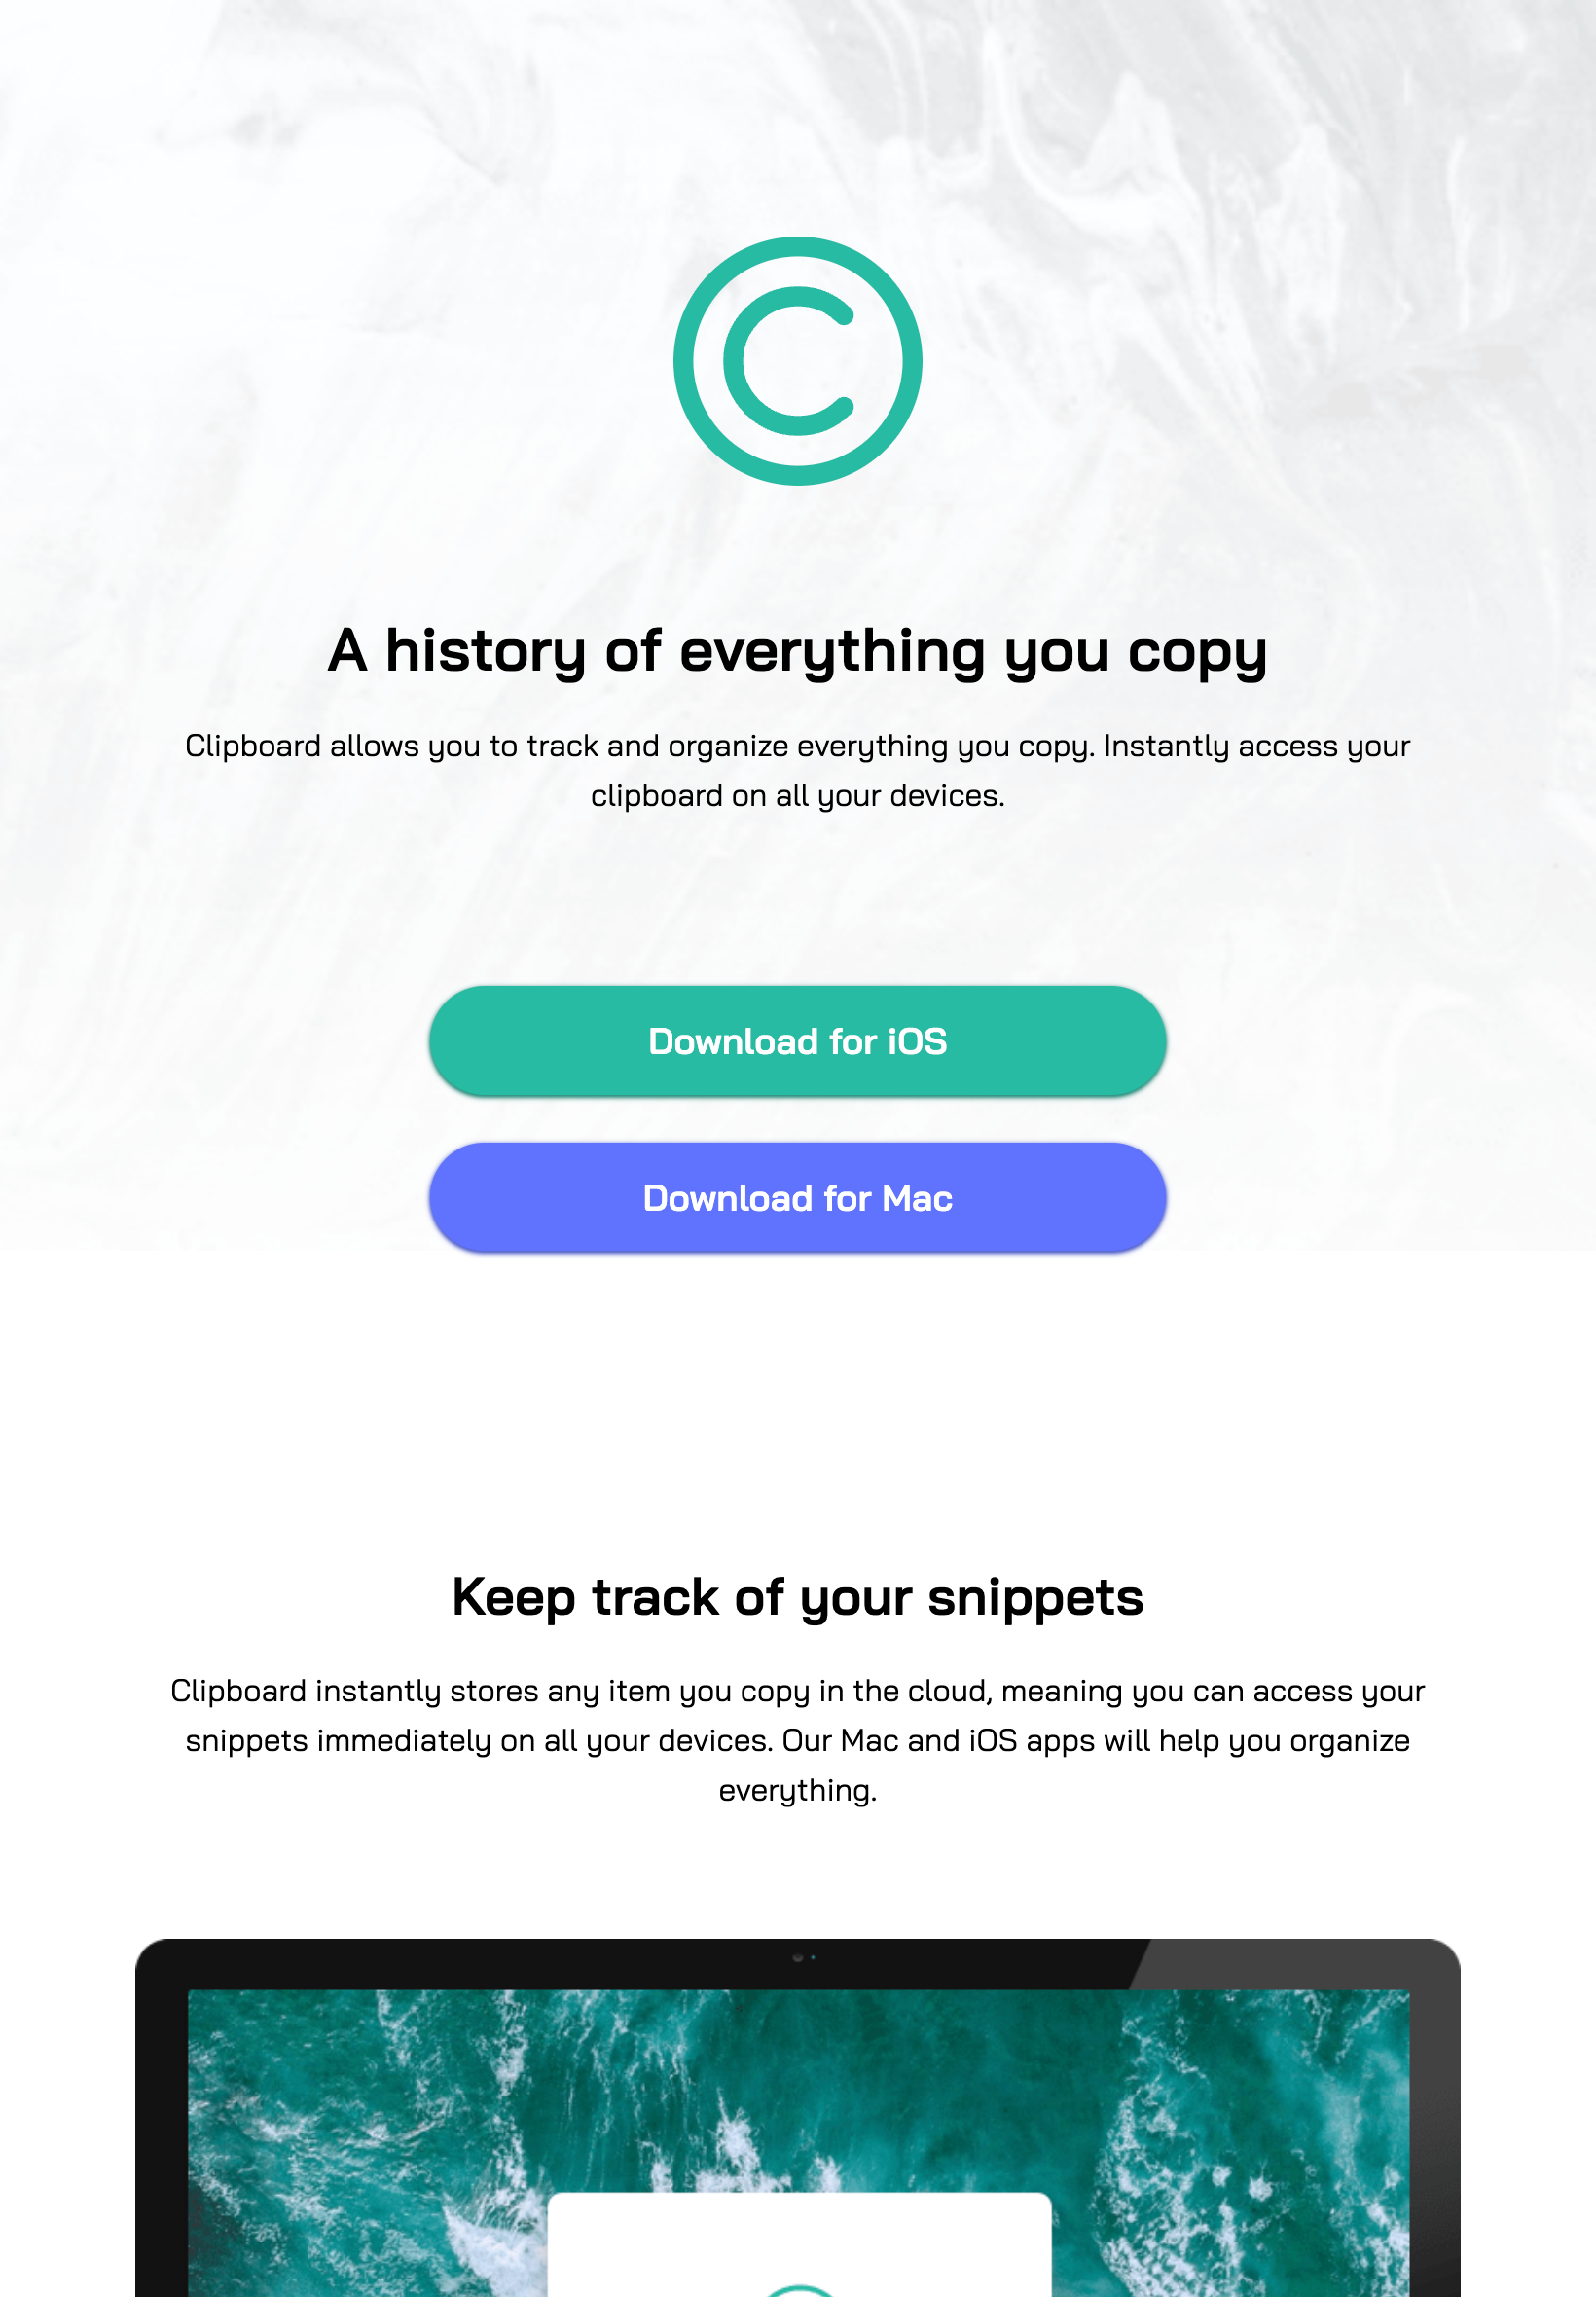 A history of everything you copy
Clipboard allows you to track and organize everything you copy. Instantly access your
clipboard on all your devices.
Download for iOS
Download for Mac
Keep track of your snippets
Clipboard instantly stores any item you copy in the cloud, meaning you can access your
snippets immediately on all your devices. Our Mac and iOS apps will help you organize
everything.